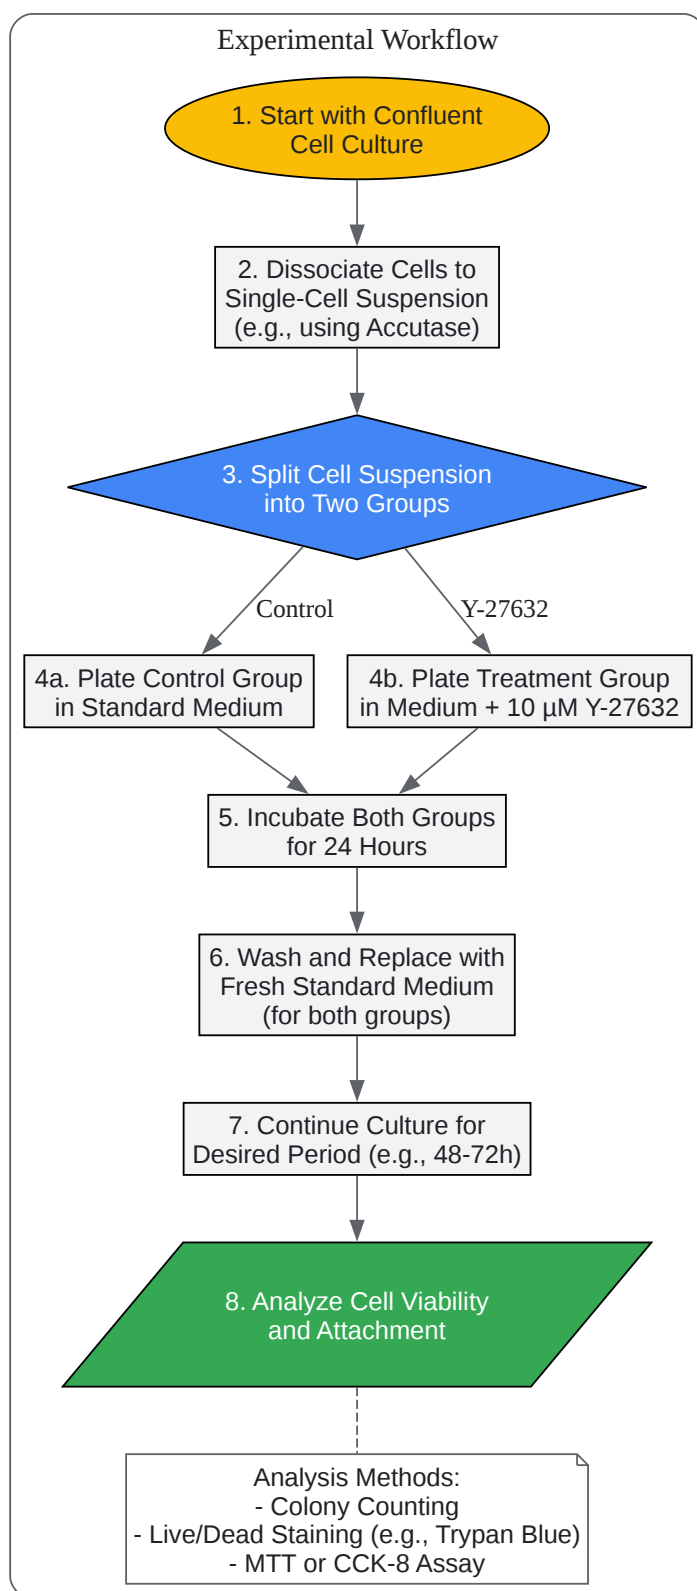 Experimental Workflow
1. Start with Confluent
Cell Culture
2. Dissociate Cells to
Single-Cell Suspension
(e.g., using Accutase)
3. Split Cell Suspension
into Two Groups
Control
Y-27632
4a. Plate Control Group
in Standard Medium
4b. Plate Treatment Group
in Medium + 10 µM Y-27632
5. Incubate Both Groups
for 24 Hours
6. Wash and Replace with
Fresh Standard Medium
(for both groups)
7. Continue Culture for
Desired Period (e.g., 48-72h)
8. Analyze Cell Viability
and Attachment
Analysis Methods:
- Colony Counting
- Live/Dead Staining (e.g., Trypan Blue)
- MTT or CCK-8 Assay